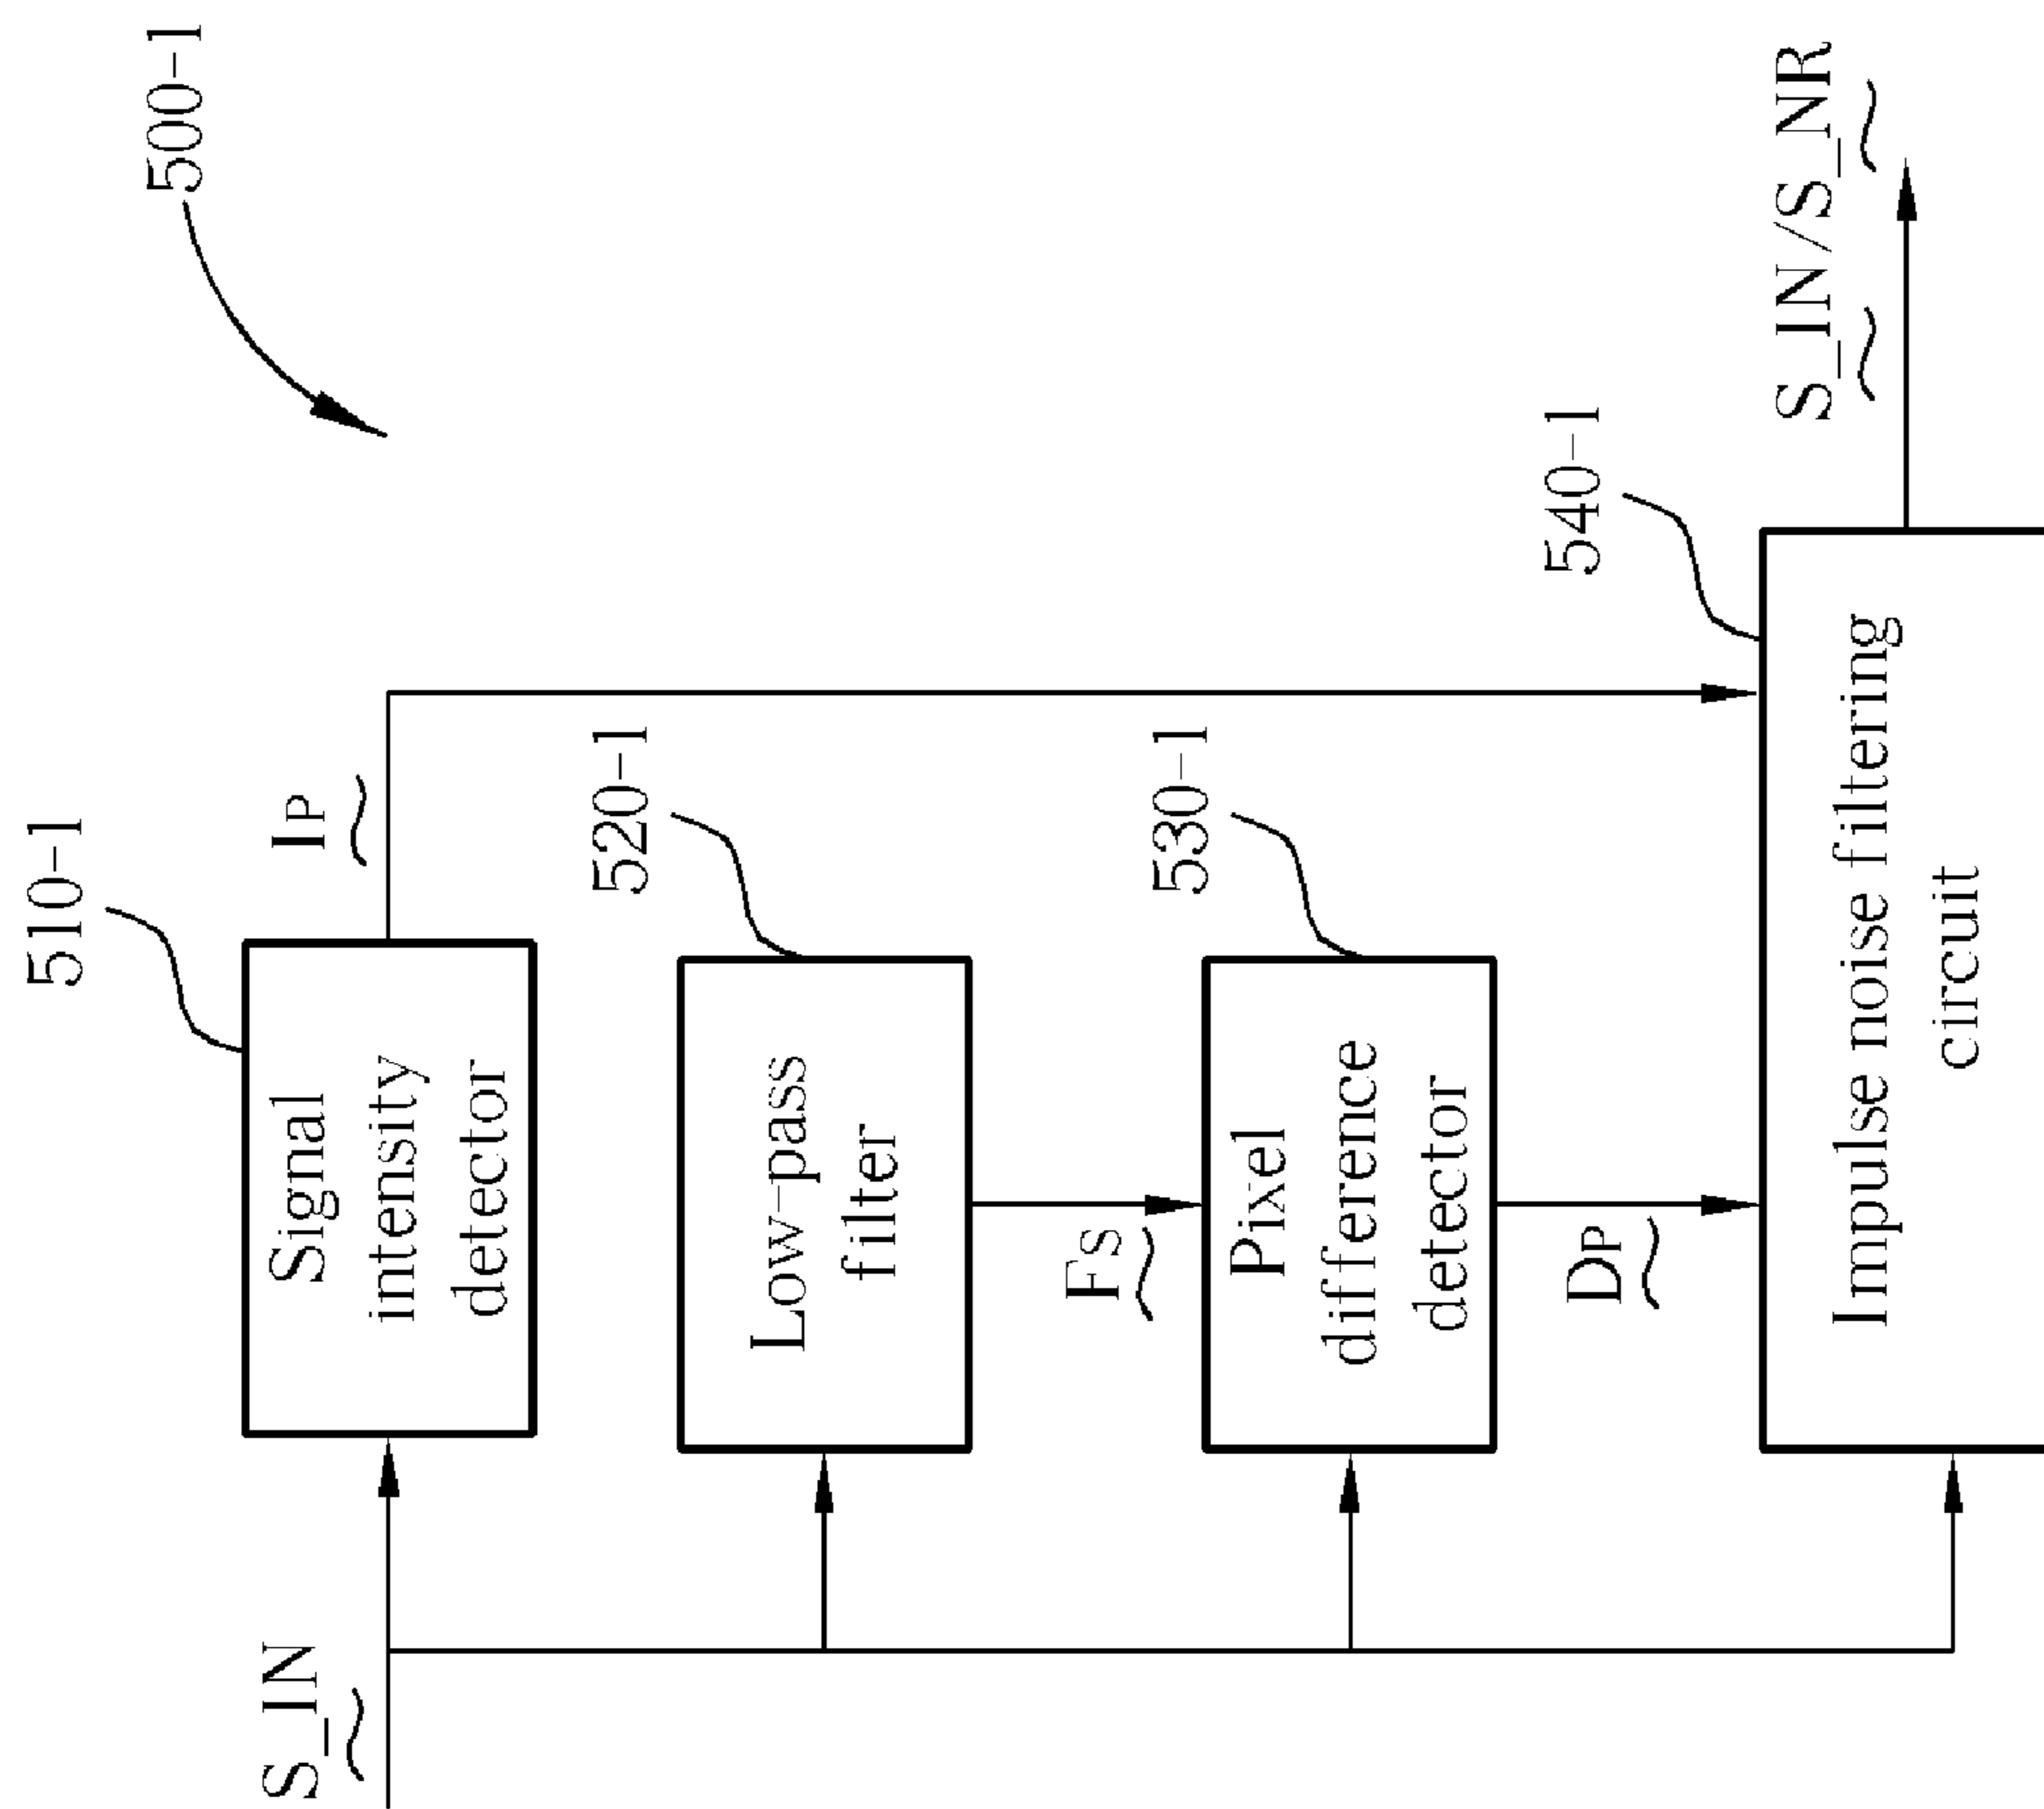 500-1
510-1
S_IN
Signal
intensity
detector
IP
520-1
Low-pass
filter
FS
530-1
Pixel
difference
detector
DP
540-1
Impulse noise filtering
circuit
S_IN/S_NR